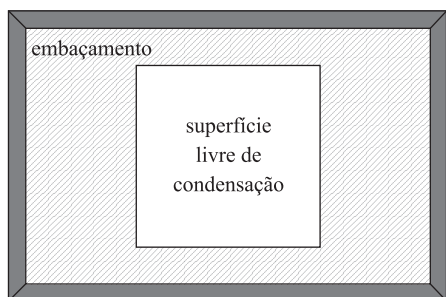 embaçamento
superfície
livre de
condensação